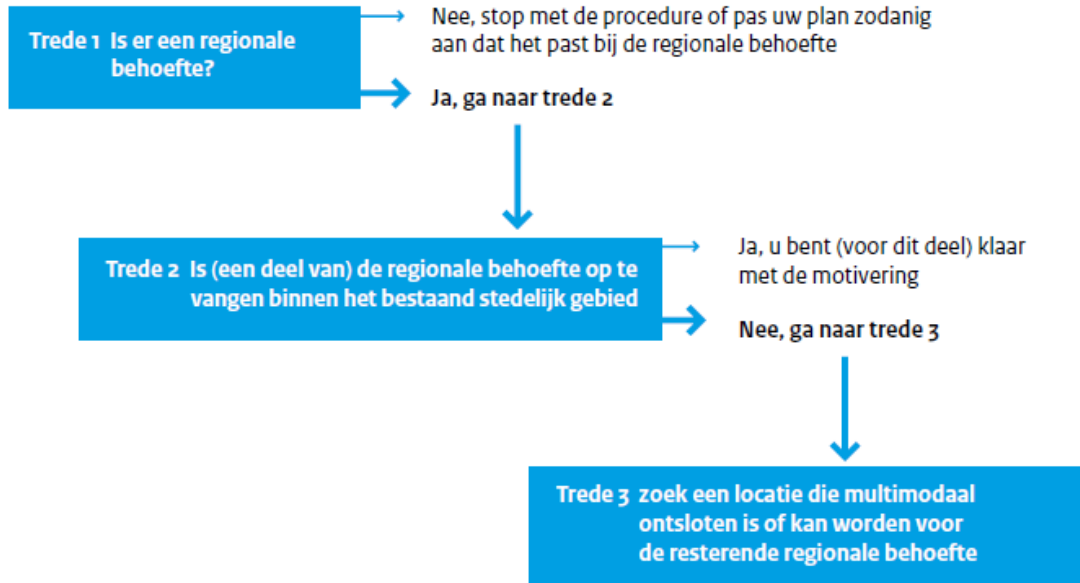 Trede 1 Is er een regionale
behoefte?
Nee, stop met de procedure of pas uw plan zodanig
aan dat het past bij de regionale behoefte
Ja, ga naar trede 2
Trede 2 Is (een deel van) de regionale behoefte op te
vangen binnen het bestaand stedelijk gebied
Ja, u bent (voor dit deel) klaar
met de motivering
Nee, ga naar trede 3
Trede 3 zoek een locatie die multimodaal
ontsloten is of kan worden voor
de resterende regionale behoefte